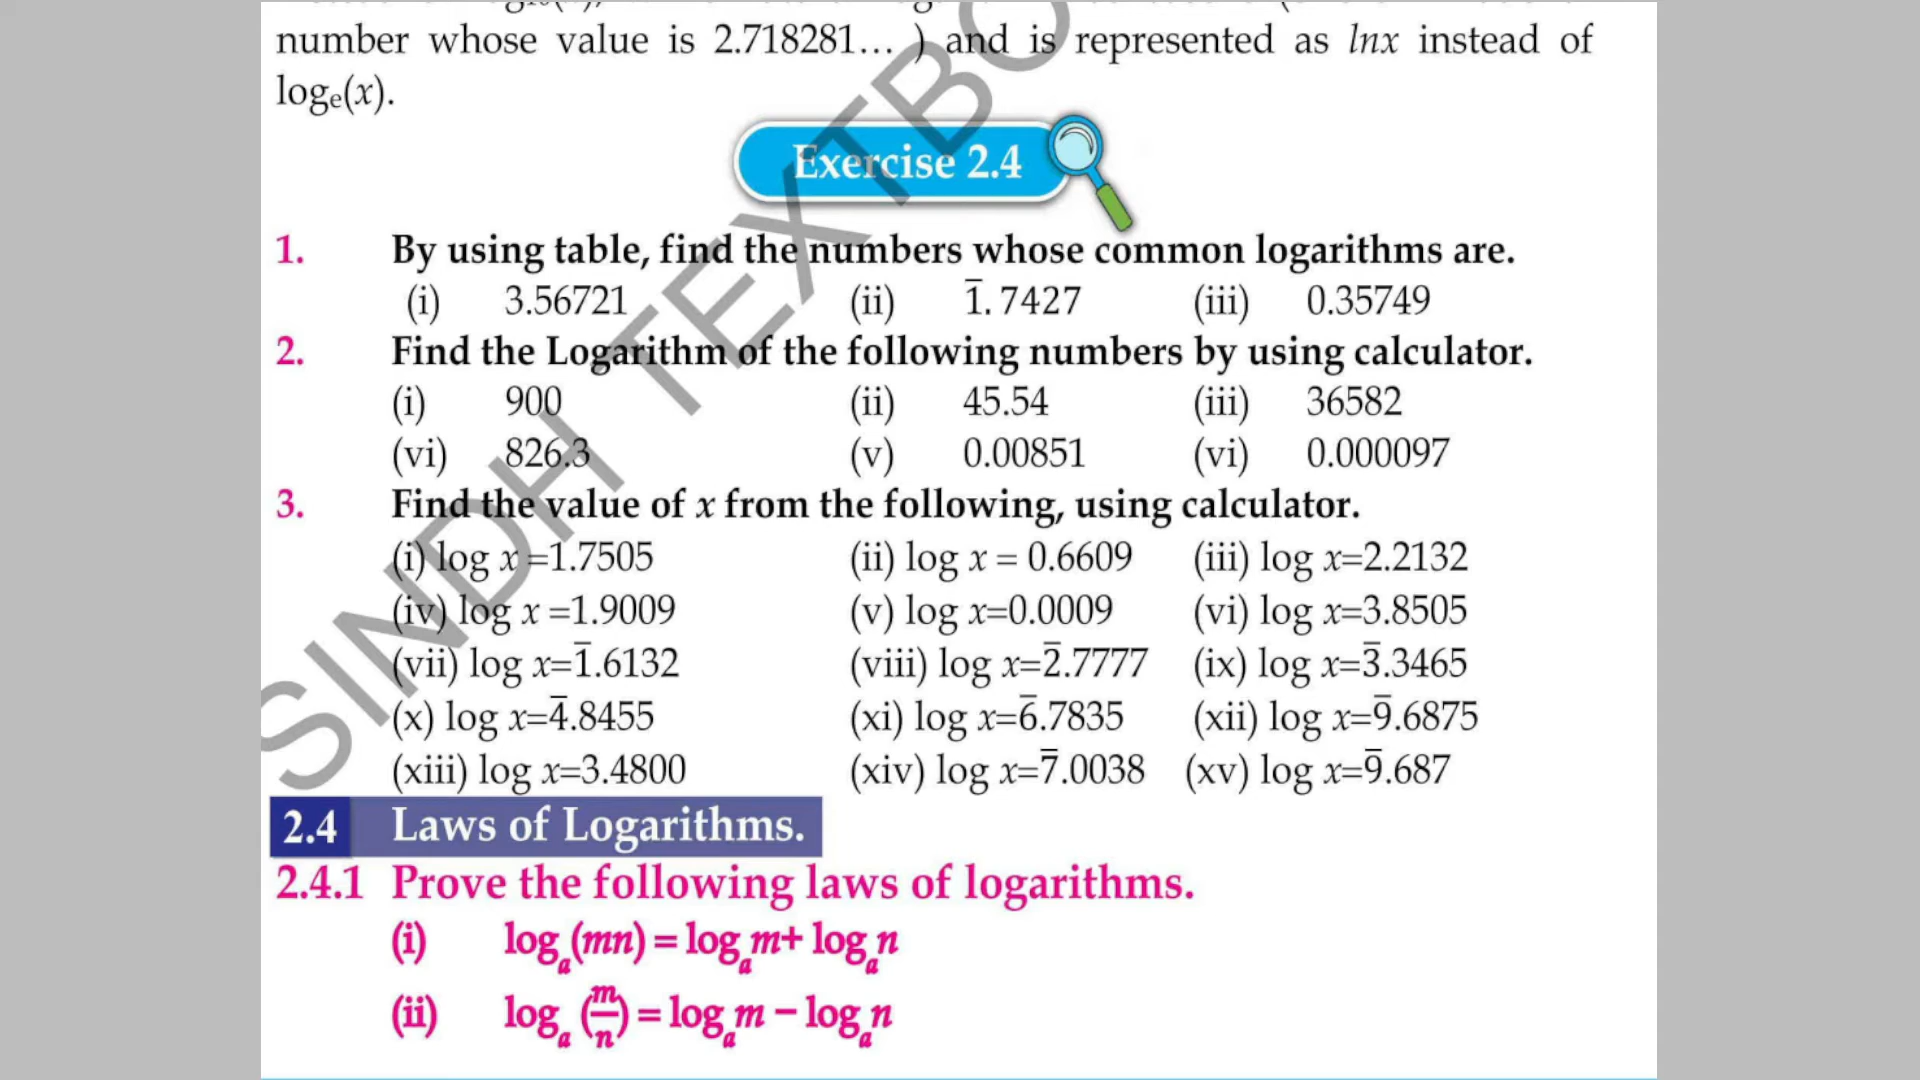 number whose value is 2.718281... ) and is represented as lnx instead of
logₑ(x).
Exercise 2.4
1. By using table, find the numbers whose common logarithms are.
(i) 3.56721 (ii) 1̅.7427 (iii) 0.35749
2. Find the Logarithm of the following numbers by using calculator.
(i) 900 (ii) 45.54 (iii) 36582
(vi) 826.3 (v) 0.00851 (vi) 0.000097
3. Find the value of x from the following, using calculator.
(i) log x =1.7505 (ii) log x = 0.6609 (iii) log x=2.2132
(iv) log x =1.9009 (v) log x=0.0009 (vi) log x=3.8505
(vii) log x=1̅.6132 (viii) log x=2̅.7777 (ix) log x=3̅.3465
(x) log x=4̅.8455 (xi) log x=6̅.7835 (xii) log x=9̅.6875
(xiii) log x=3.4800 (xiv) log x=7̅.0038 (xv) log x=9̅.687
2.4 Laws of Logarithms.
2.4.1 Prove the following laws of logarithms.
(i) logₐ(mn) = logₐm+ logₐn
(ii) logₐ(m/n) = logₐm − logₐn
SINDH TEXTBO